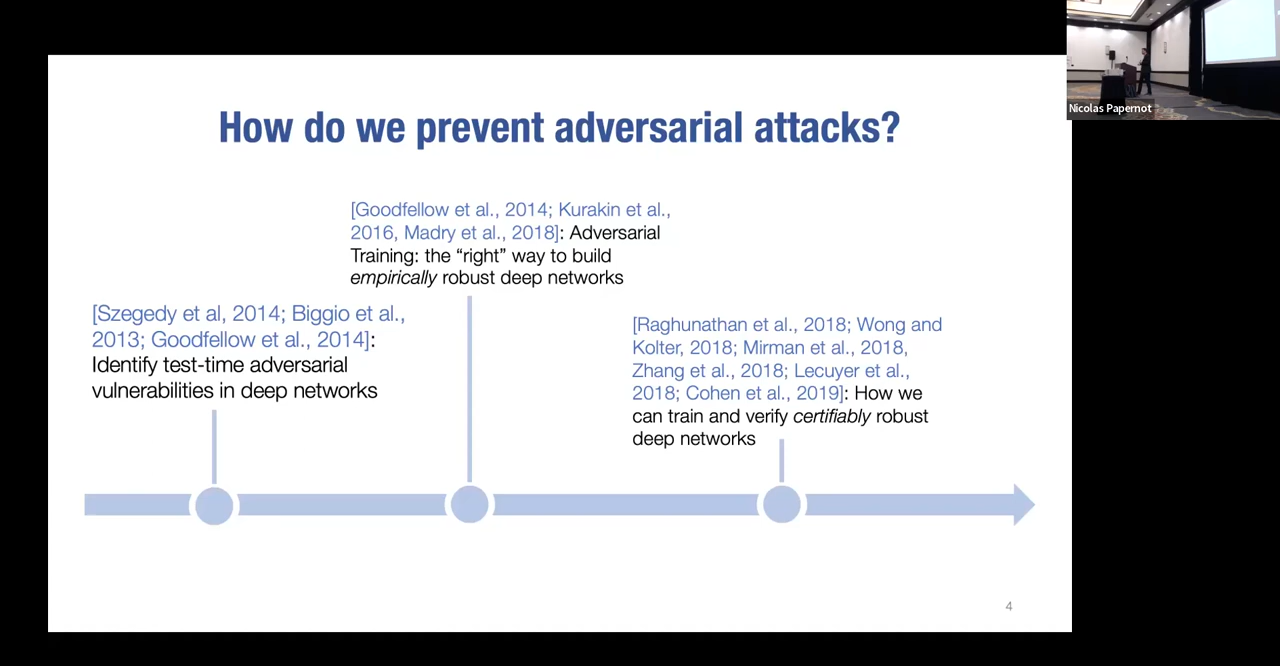 How do we prevent adversarial attacks?
[Goodfellow et al., 2014; Kurakin et al.,
2016, Madry et al., 2018]: Adversarial
Training: the “right” way to build
empirically robust deep networks
[Szegedy et al, 2014; Biggio et al.,
2013; Goodfellow et al., 2014]:
Identify test-time adversarial
vulnerabilities in deep networks
[Raghunathan et al., 2018; Wong and
Kolter, 2018; Mirman et al., 2018,
Zhang et al., 2018; Lecuyer et al.,
2018; Cohen et al., 2019]: How we
can train and verify certifiably robust
deep networks
4
Nicolas Papernot